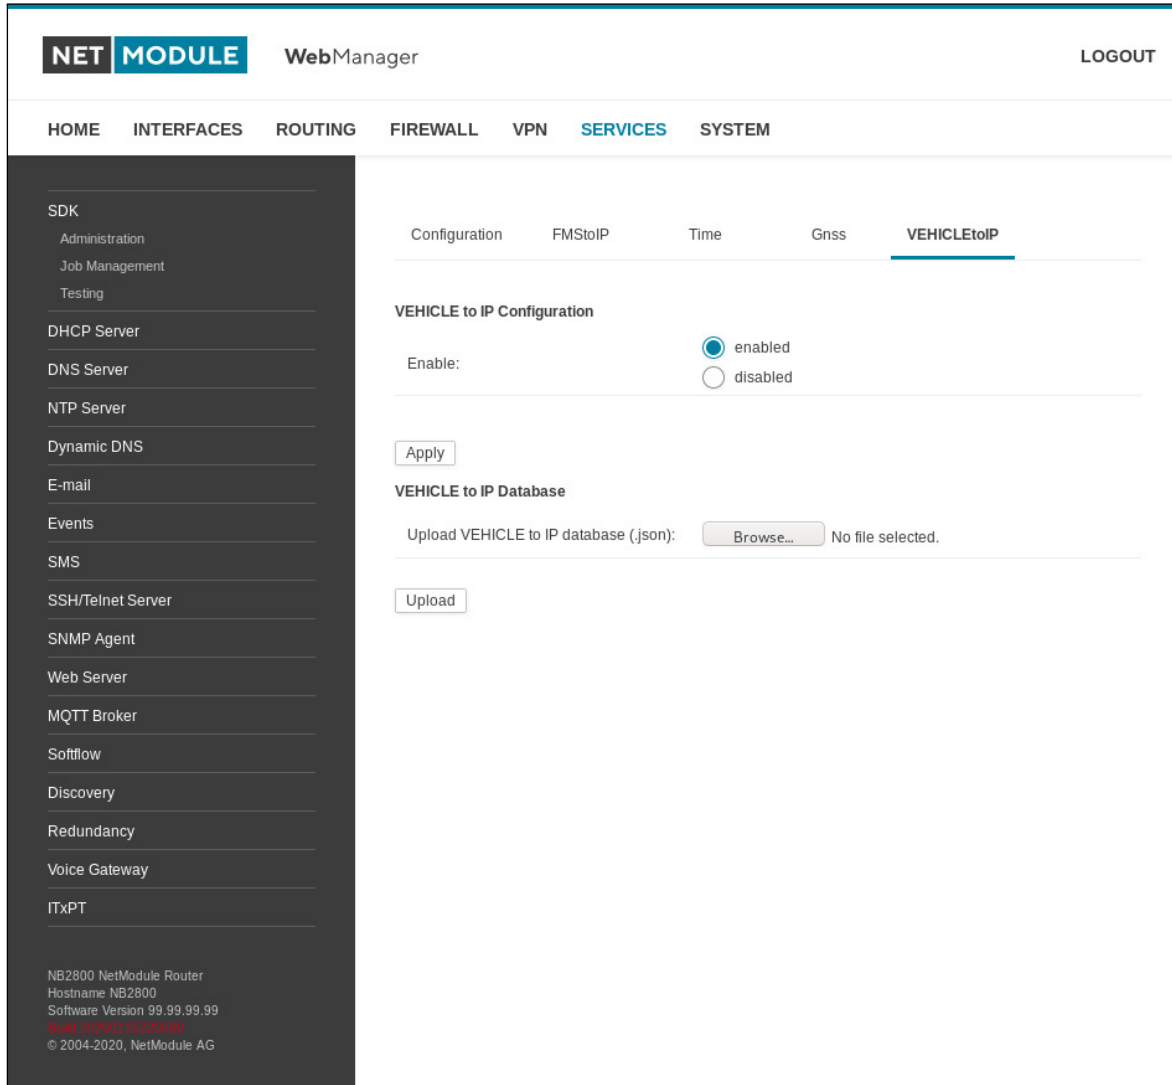 NET MODULE WebManager LOGOUT
HOME INTERFACES ROUTING FIREWALL VPN SERVICES SYSTEM
SDK
Administration
Job Management
Testing
DHCP Server
DNS Server
NTP Server
Dynamic DNS
E-mail
Events
SMS
SSH/Telnet Server
SNMP Agent
Web Server
MQTT Broker
Softflow
Discovery
Redundancy
Voice Gateway
ITxPT
NB2800 NetModule Router
Hostname NB2800
Software Version 99.99.99.99
Build
© 2004-2020, NetModule AG
Configuration FMStoIP Time Gnss VEHICLEtoIP
VEHICLE to IP Configuration
Enable:
enabled
disabled
Apply
VEHICLE to IP Database
Upload VEHICLE to IP database (.json): Browse... No file selected.
Upload